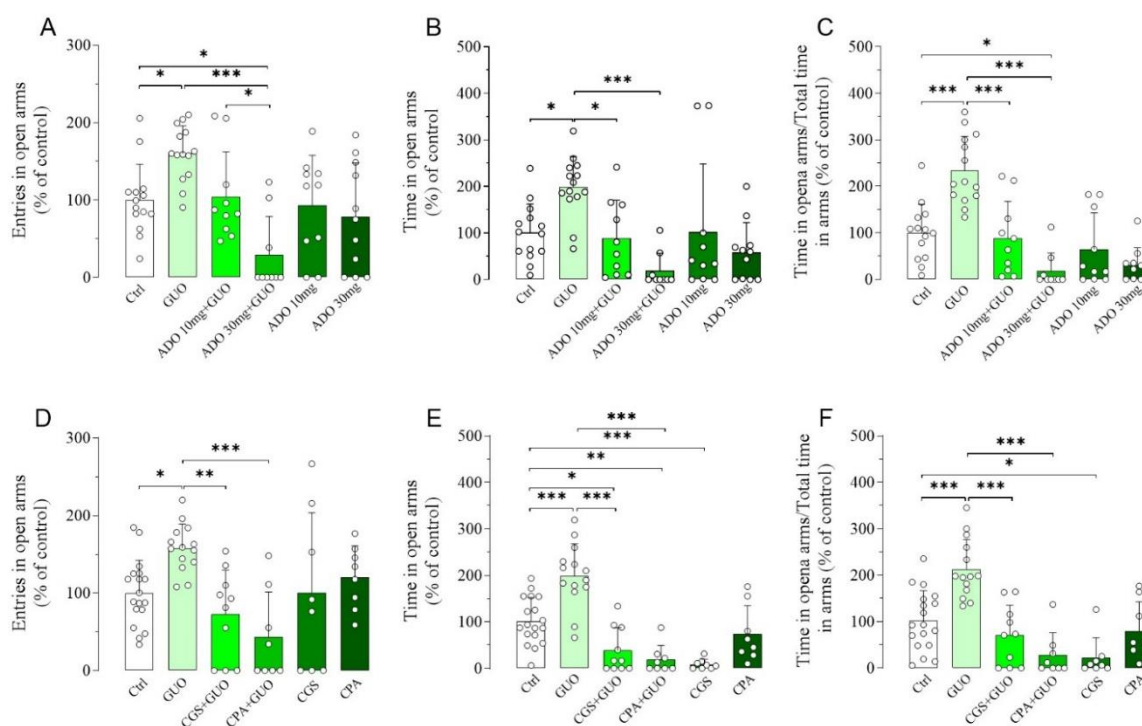 A
Entries in open arms
(% of control)
300
200
100
0
*
* ***
*
Ctrl
GUO
ADO 10mg+GUO
ADO 30mg+GUO
ADO 10mg
ADO 30mg
B
Time in open arms
(%) of control
500
400
300
200
100
0
***
* *
Ctrl
GUO
ADO 10mg+GUO
ADO 30mg+GUO
ADO 10mg
ADO 30mg
C
Time in opena arms/Total time
in arms (% of control)
500
400
300
200
100
0
*
***
*** ***
Ctrl
GUO
ADO 10mg+GUO
ADO 30mg+GUO
ADO 10mg
ADO 30mg
D
Entries in open arms
(% of control)
300
200
100
0
***
* **
Ctrl
GUO
CGS+GUO
CPA+GUO
CGS
CPA
E
Time in open arms
(% of control)
500
400
300
200
100
0
***
***
**
*
*** ***
Ctrl
GUO
CGS+GUO
CPA+GUO
CGS
CPA
F
Time in opena arms/Total time
in arms (% of control)
500
400
300
200
100
0
***
*
*** ***
Ctrl
GUO
CGS+GUO
CPA+GUO
CGS
CPA